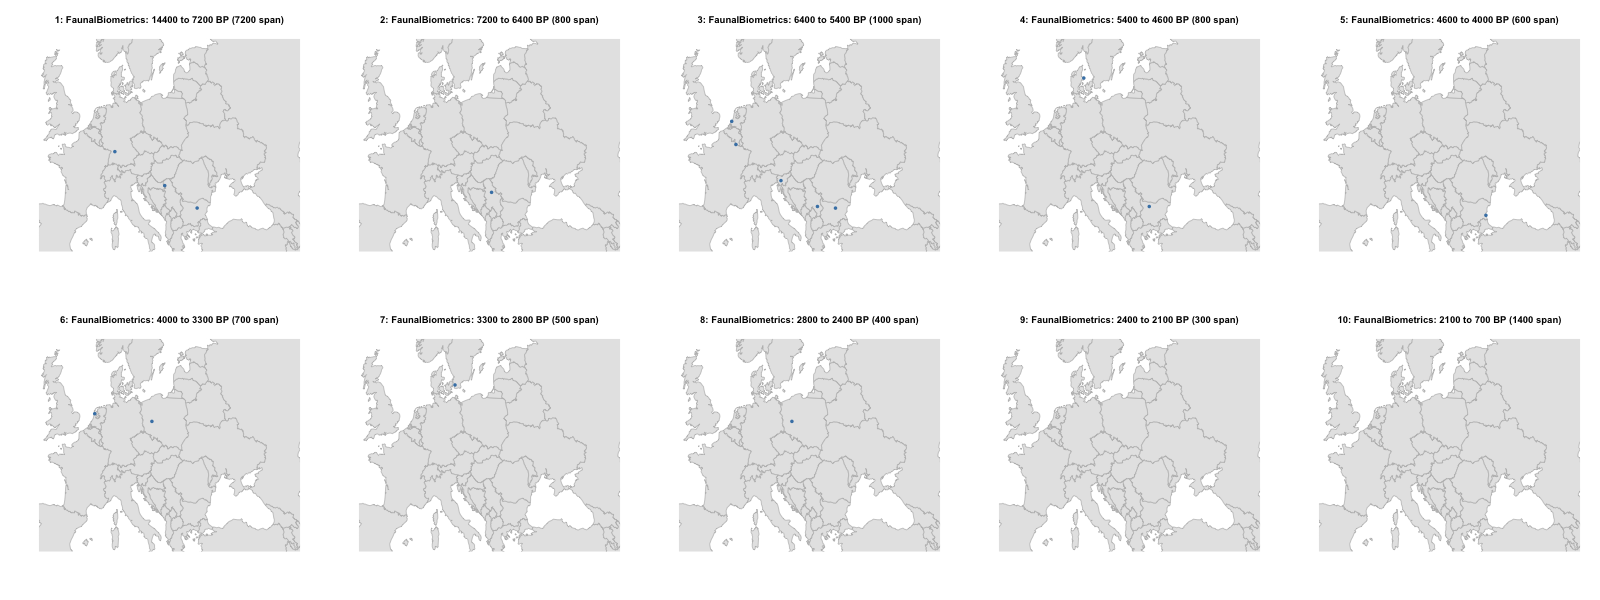 1: FaunalBiometrics: 14400 to 7200 BP (7200 span)
2: FaunalBiometrics: 7200 to 6400 BP (800 span)
3: FaunalBiometrics: 6400 to 5400 BP (1000 span)
4: FaunalBiometrics: 5400 to 4600 BP (800 span)
5: FaunalBiometrics: 4600 to 4000 BP (600 span)
6: FaunalBiometrics: 4000 to 3300 BP (700 span)
7: FaunalBiometrics: 3300 to 2800 BP (500 span)
8: FaunalBiometrics: 2800 to 2400 BP (400 span)
9: FaunalBiometrics: 2400 to 2100 BP (300 span)
10: FaunalBiometrics: 2100 to 700 BP (1400 span)